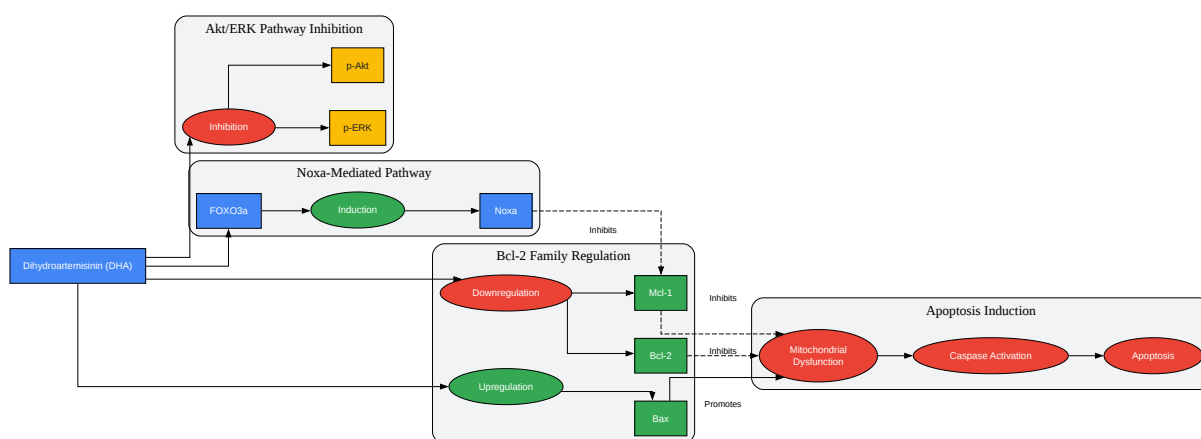 Akt/ERK Pathway Inhibition
p-Akt
Inhibition
p-ERK
Noxa-Mediated Pathway
FOXO3a
Induction
Noxa
Inhibits
Dihydroartemisinin (DHA)
Bcl-2 Family Regulation
Downregulation
Mcl-1
Inhibits
Bcl-2
Inhibits
Upregulation
Bax
Promotes
Apoptosis Induction
Mitochondrial
Dysfunction
Caspase Activation
Apoptosis